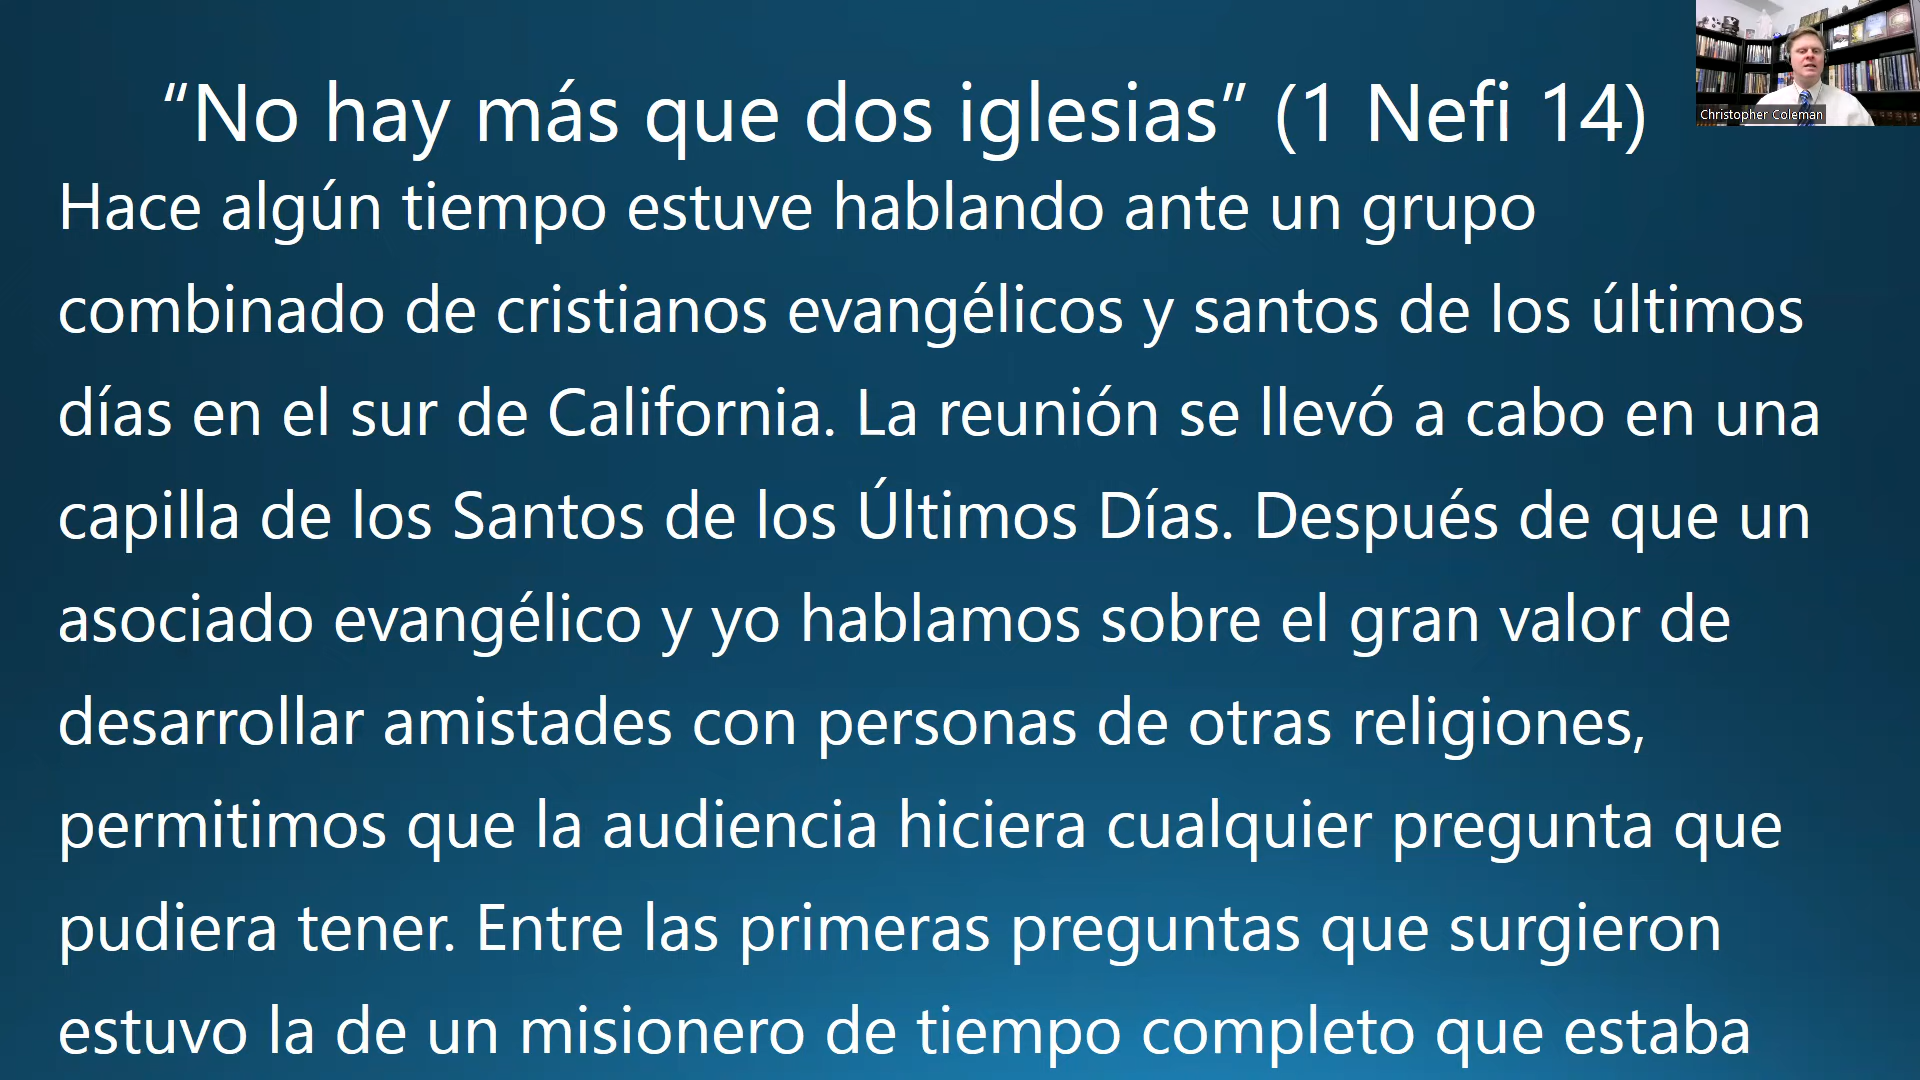 “No hay más que dos iglesias” (1 Nefi 14)
Christopher Coleman
Hace algún tiempo estuve hablando ante un grupo
combinado de cristianos evangélicos y santos de los últimos
días en el sur de California. La reunión se llevó a cabo en una
capilla de los Santos de los Últimos Días. Después de que un
asociado evangélico y yo hablamos sobre el gran valor de
desarrollar amistades con personas de otras religiones,
permitimos que la audiencia hiciera cualquier pregunta que
pudiera tener. Entre las primeras preguntas que surgieron
estuvo la de un misionero de tiempo completo que estaba